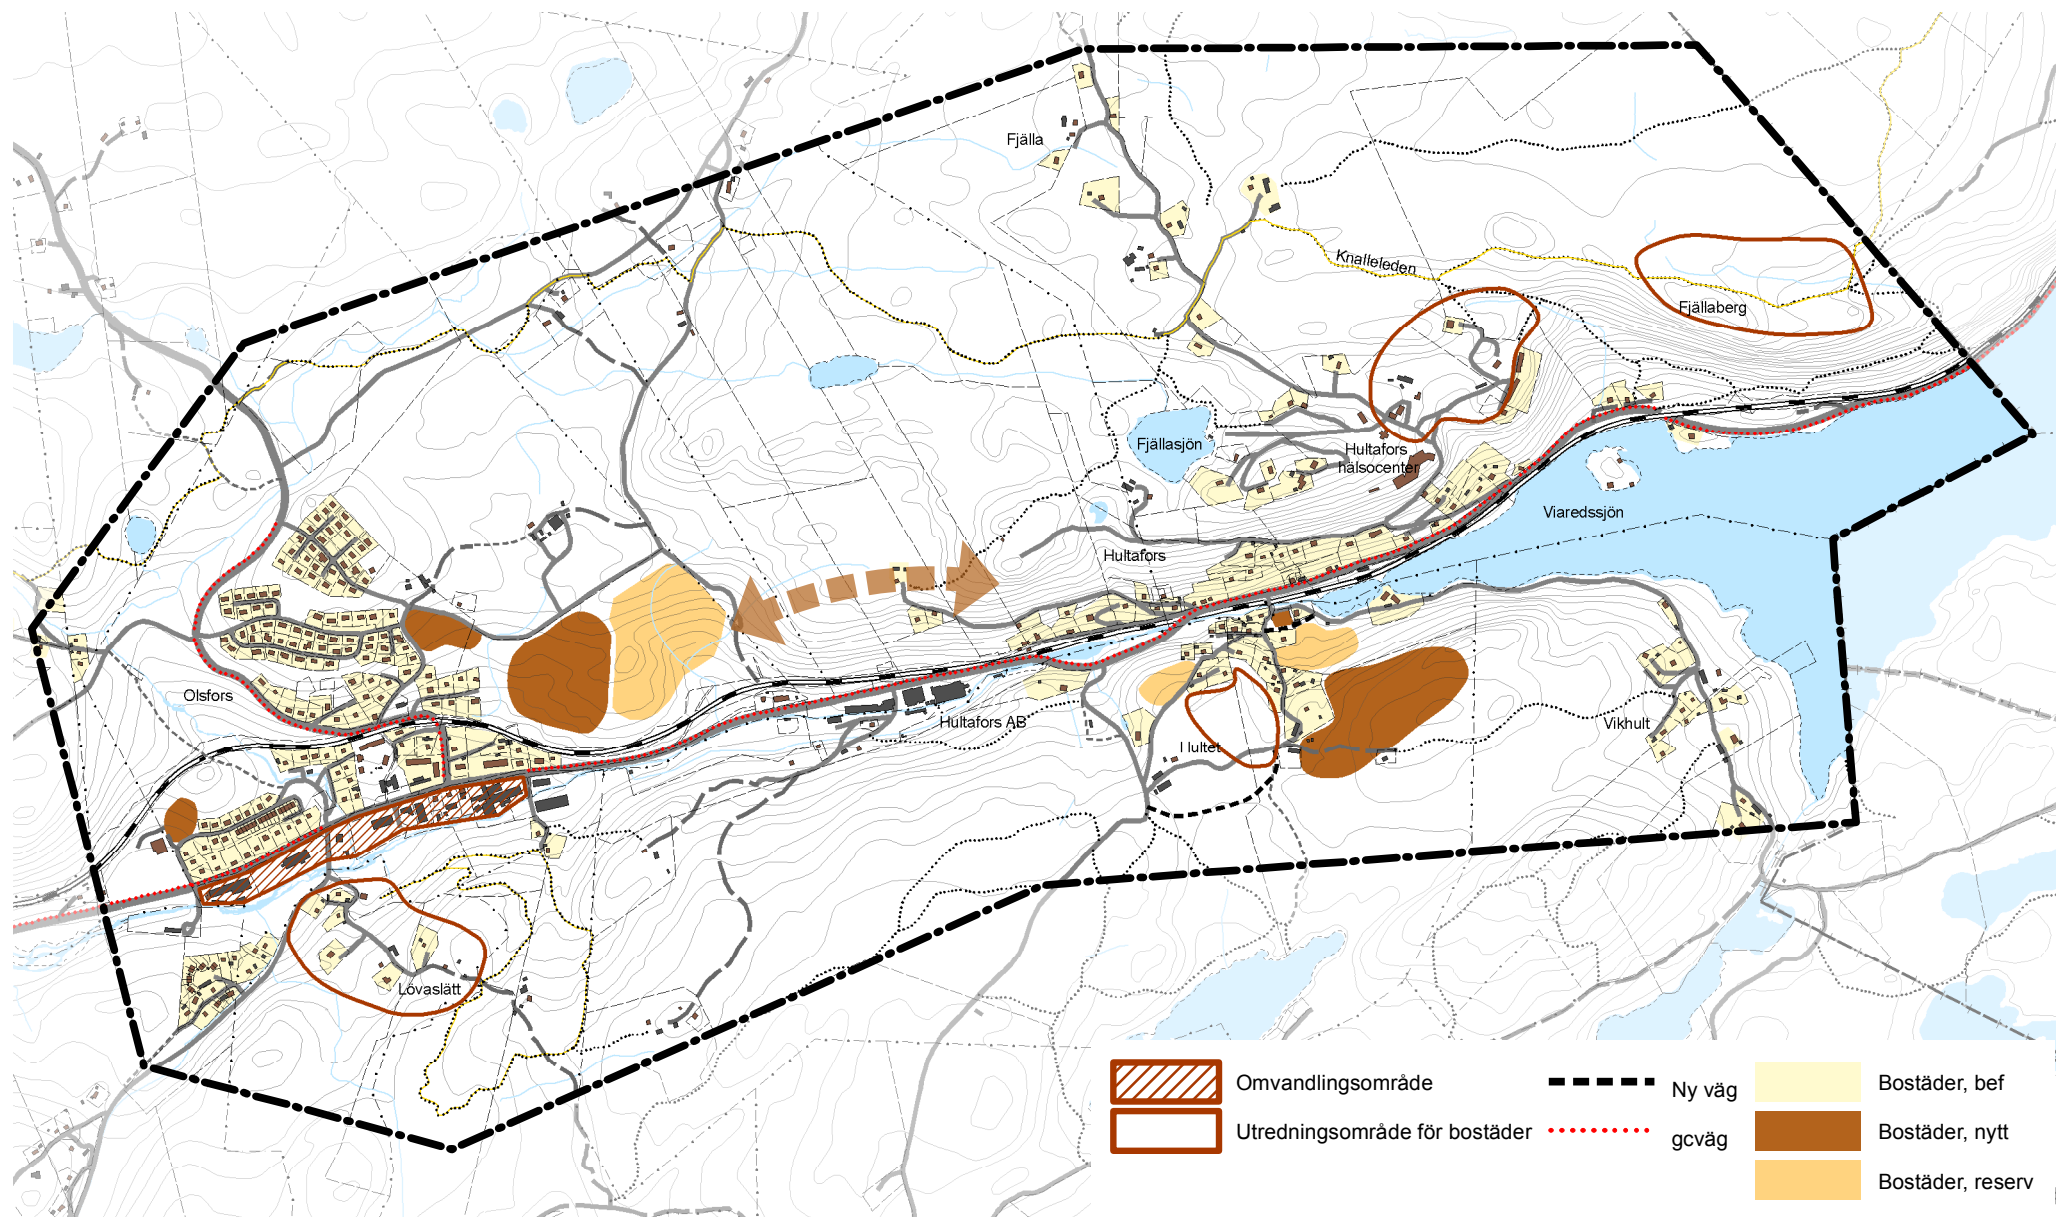 Fjälla
Knalleleden
Fjällaberg
Fjällasjön
Hultafors
hälsocenter
Viaredssjön
Hultafors
Olsfors
Hultafors AB
I lultet
Vikhult
Lövaslätt
Omvandlingsområde
Utredningsområde för bostäder
Ny väg
gcväg
Bostäder, bef
Bostäder, nytt
Bostäder, reserv